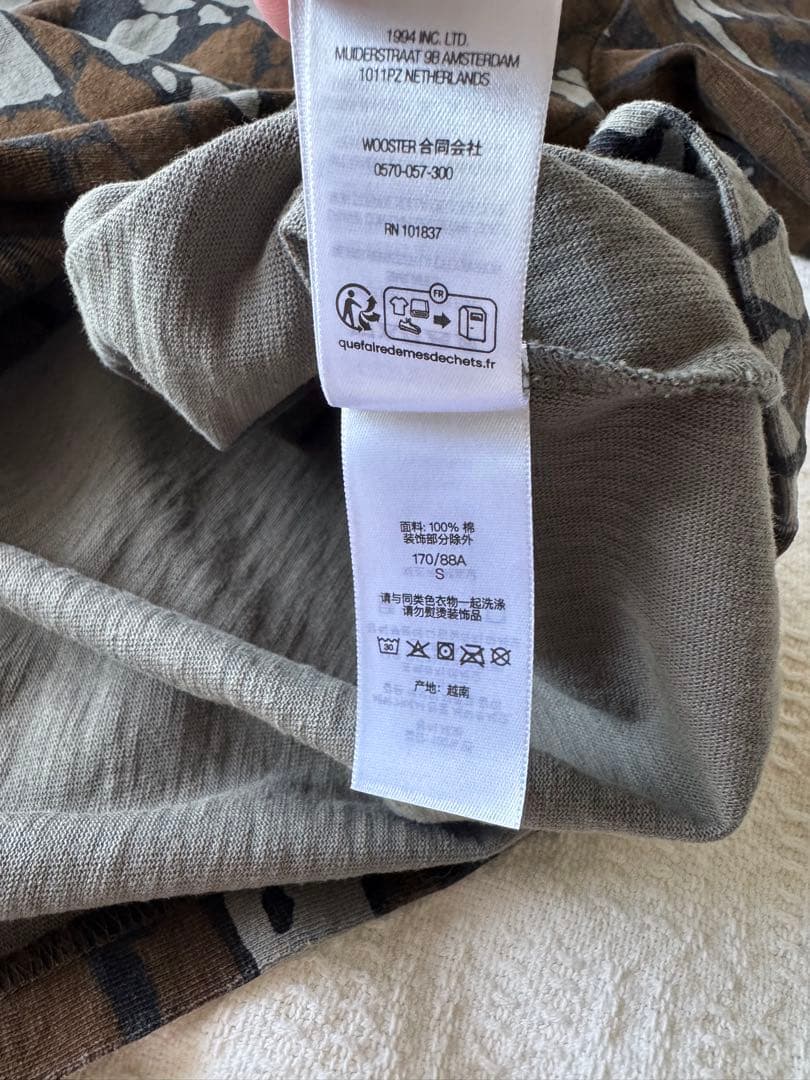 1994 INC. LTD.
MUIDERSTRAAT 9B AMSTERDAM
1011PZ NETHERLANDS
WOOSTER 合同会社
0570-057-300
RN 101837
FR
quefairedemesdechets.fr
面料: 100% 棉
装饰部分除外
170/88A
S
请与同类色衣物一起洗涤
请勿熨烫装饰品
30
产地: 越南